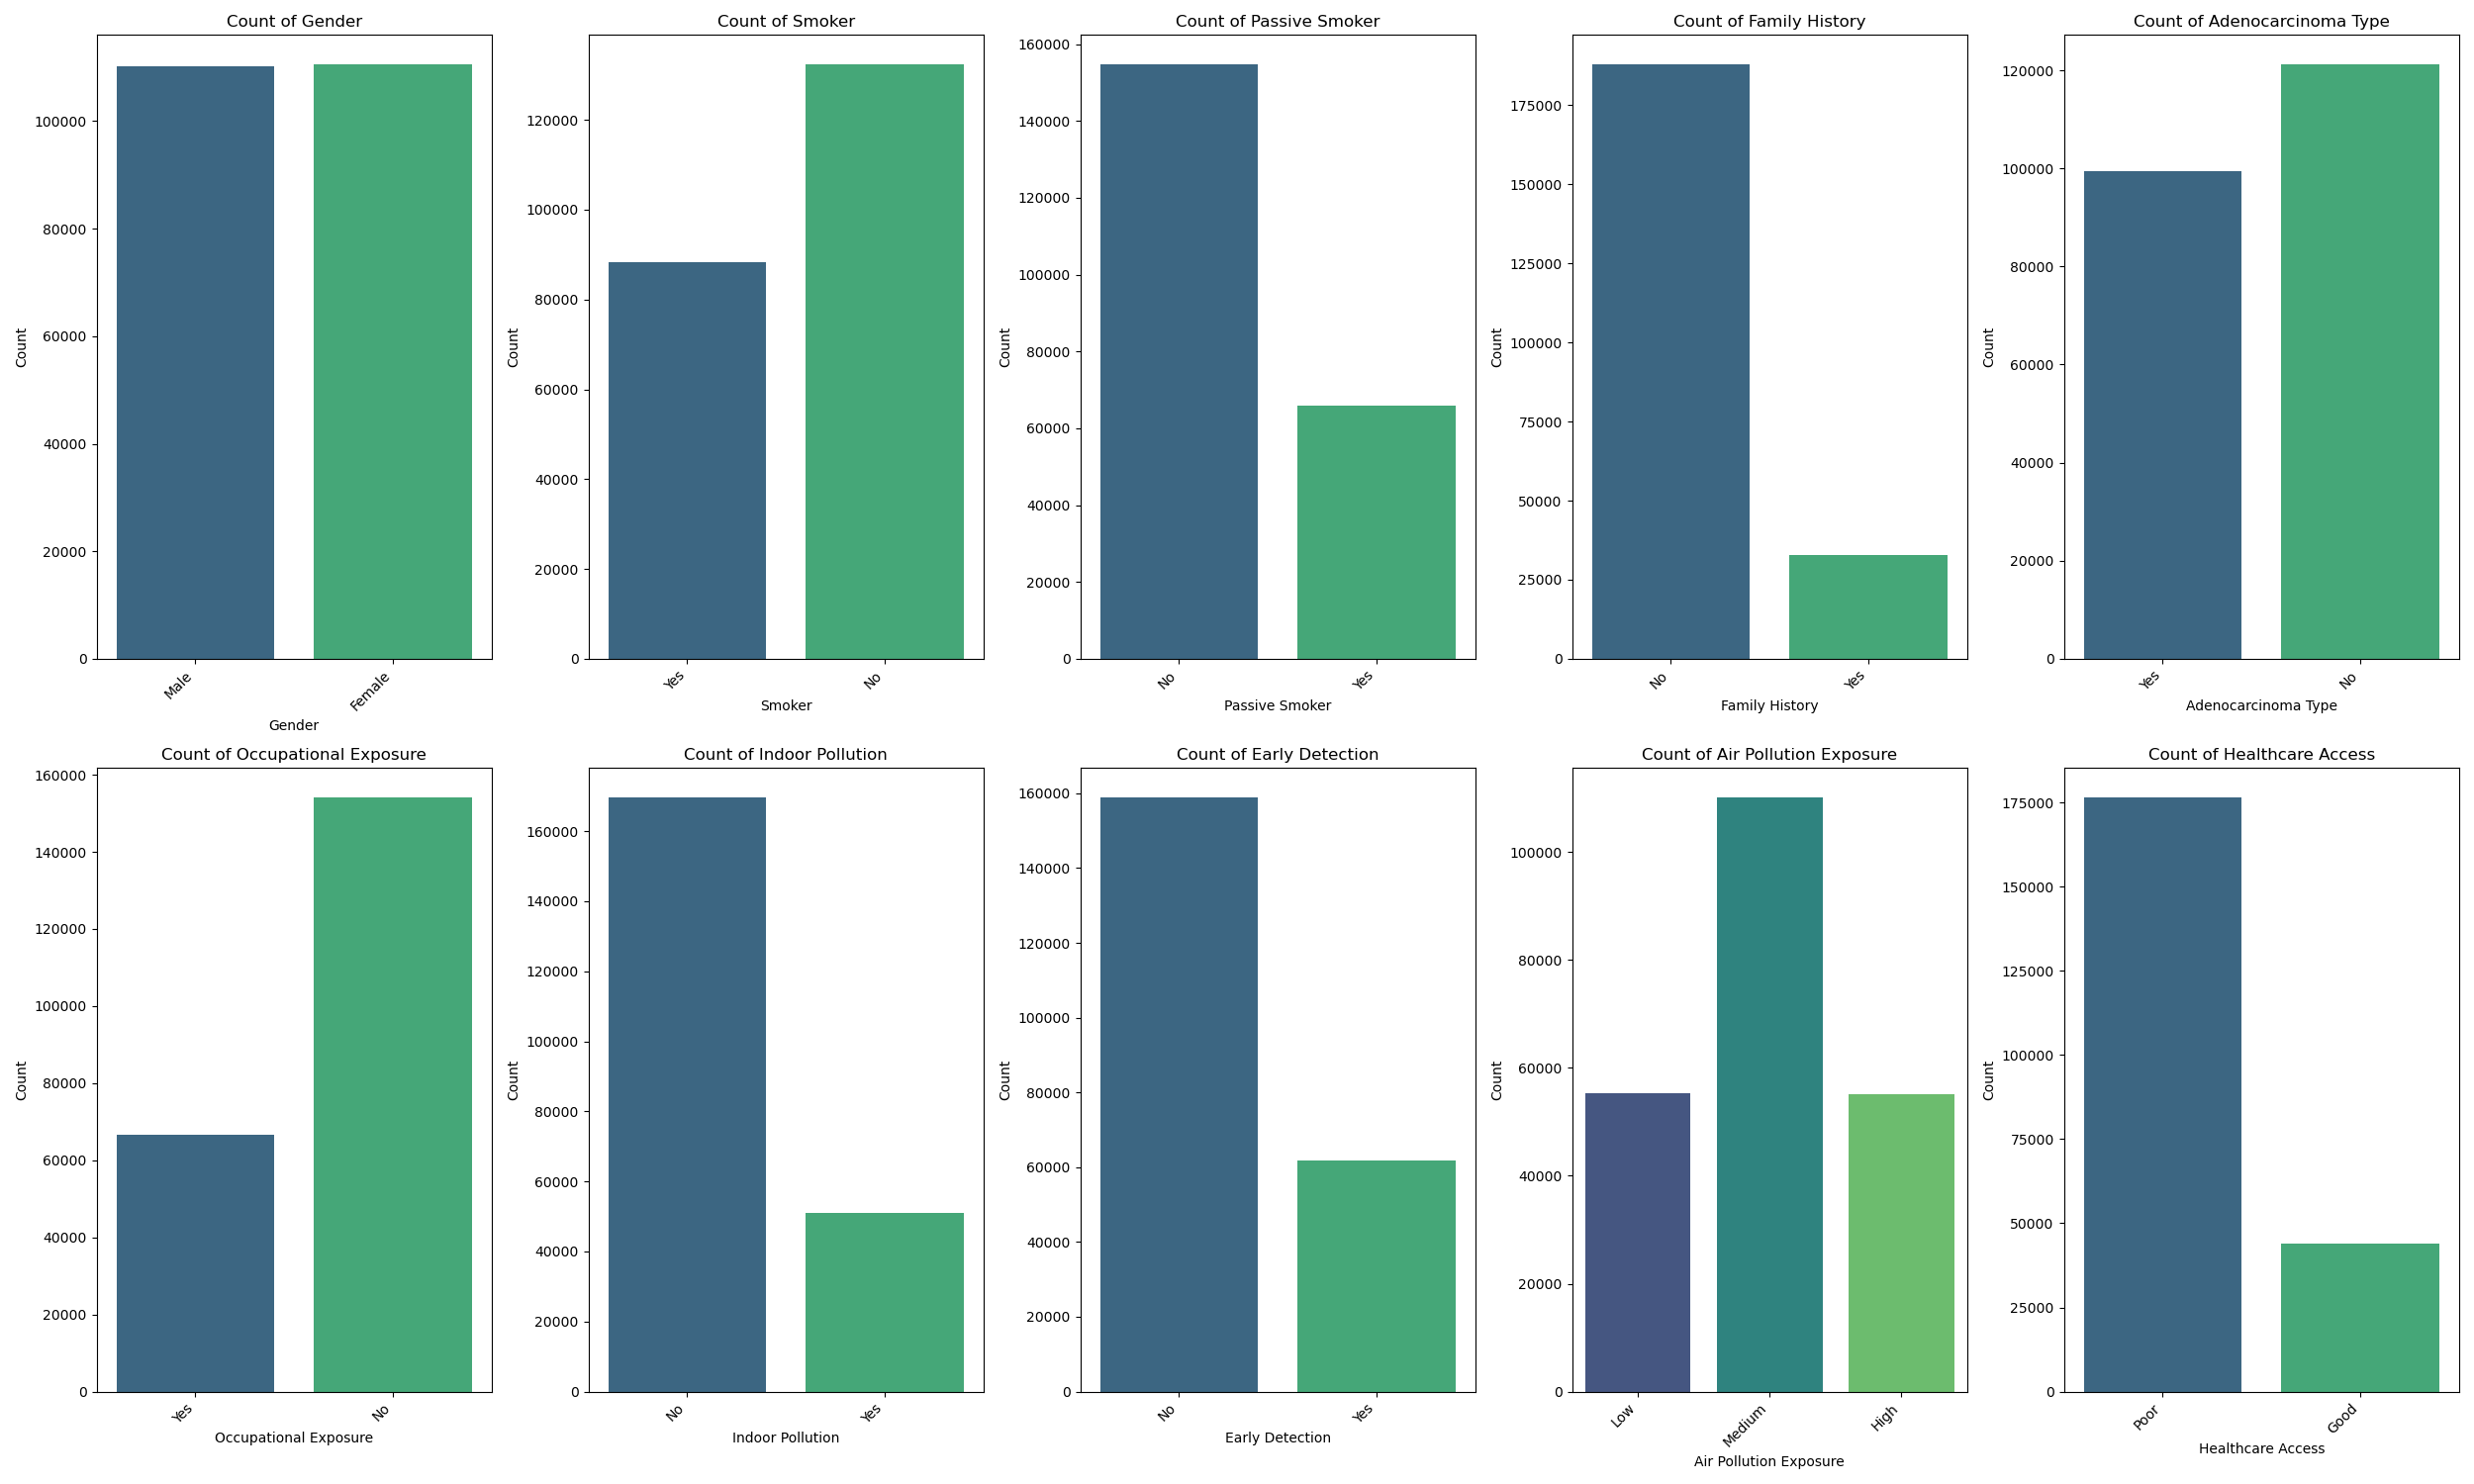 Count of Gender
Count
100000
80000
60000
40000
20000
0
Male
Female
Gender
Count of Smoker
Count
120000
100000
80000
60000
40000
20000
0
Yes
No
Smoker
Count of Passive Smoker
Count
160000
140000
120000
100000
80000
60000
40000
20000
0
No
Yes
Passive Smoker
Count of Family History
Count
175000
150000
125000
100000
75000
50000
25000
0
No
Yes
Family History
Count of Adenocarcinoma Type
Count
120000
100000
80000
60000
40000
20000
0
Yes
No
Adenocarcinoma Type
Count of Occupational Exposure
Count
160000
140000
120000
100000
80000
60000
40000
20000
0
Yes
No
Occupational Exposure
Count of Indoor Pollution
Count
160000
140000
120000
100000
80000
60000
40000
20000
0
No
Yes
Indoor Pollution
Count of Early Detection
Count
160000
140000
120000
100000
80000
60000
40000
20000
0
No
Yes
Early Detection
Count of Air Pollution Exposure
Count
100000
80000
60000
40000
20000
0
Low
Medium
High
Air Pollution Exposure
Count of Healthcare Access
Count
175000
150000
125000
100000
75000
50000
25000
0
Poor
Good
Healthcare Access